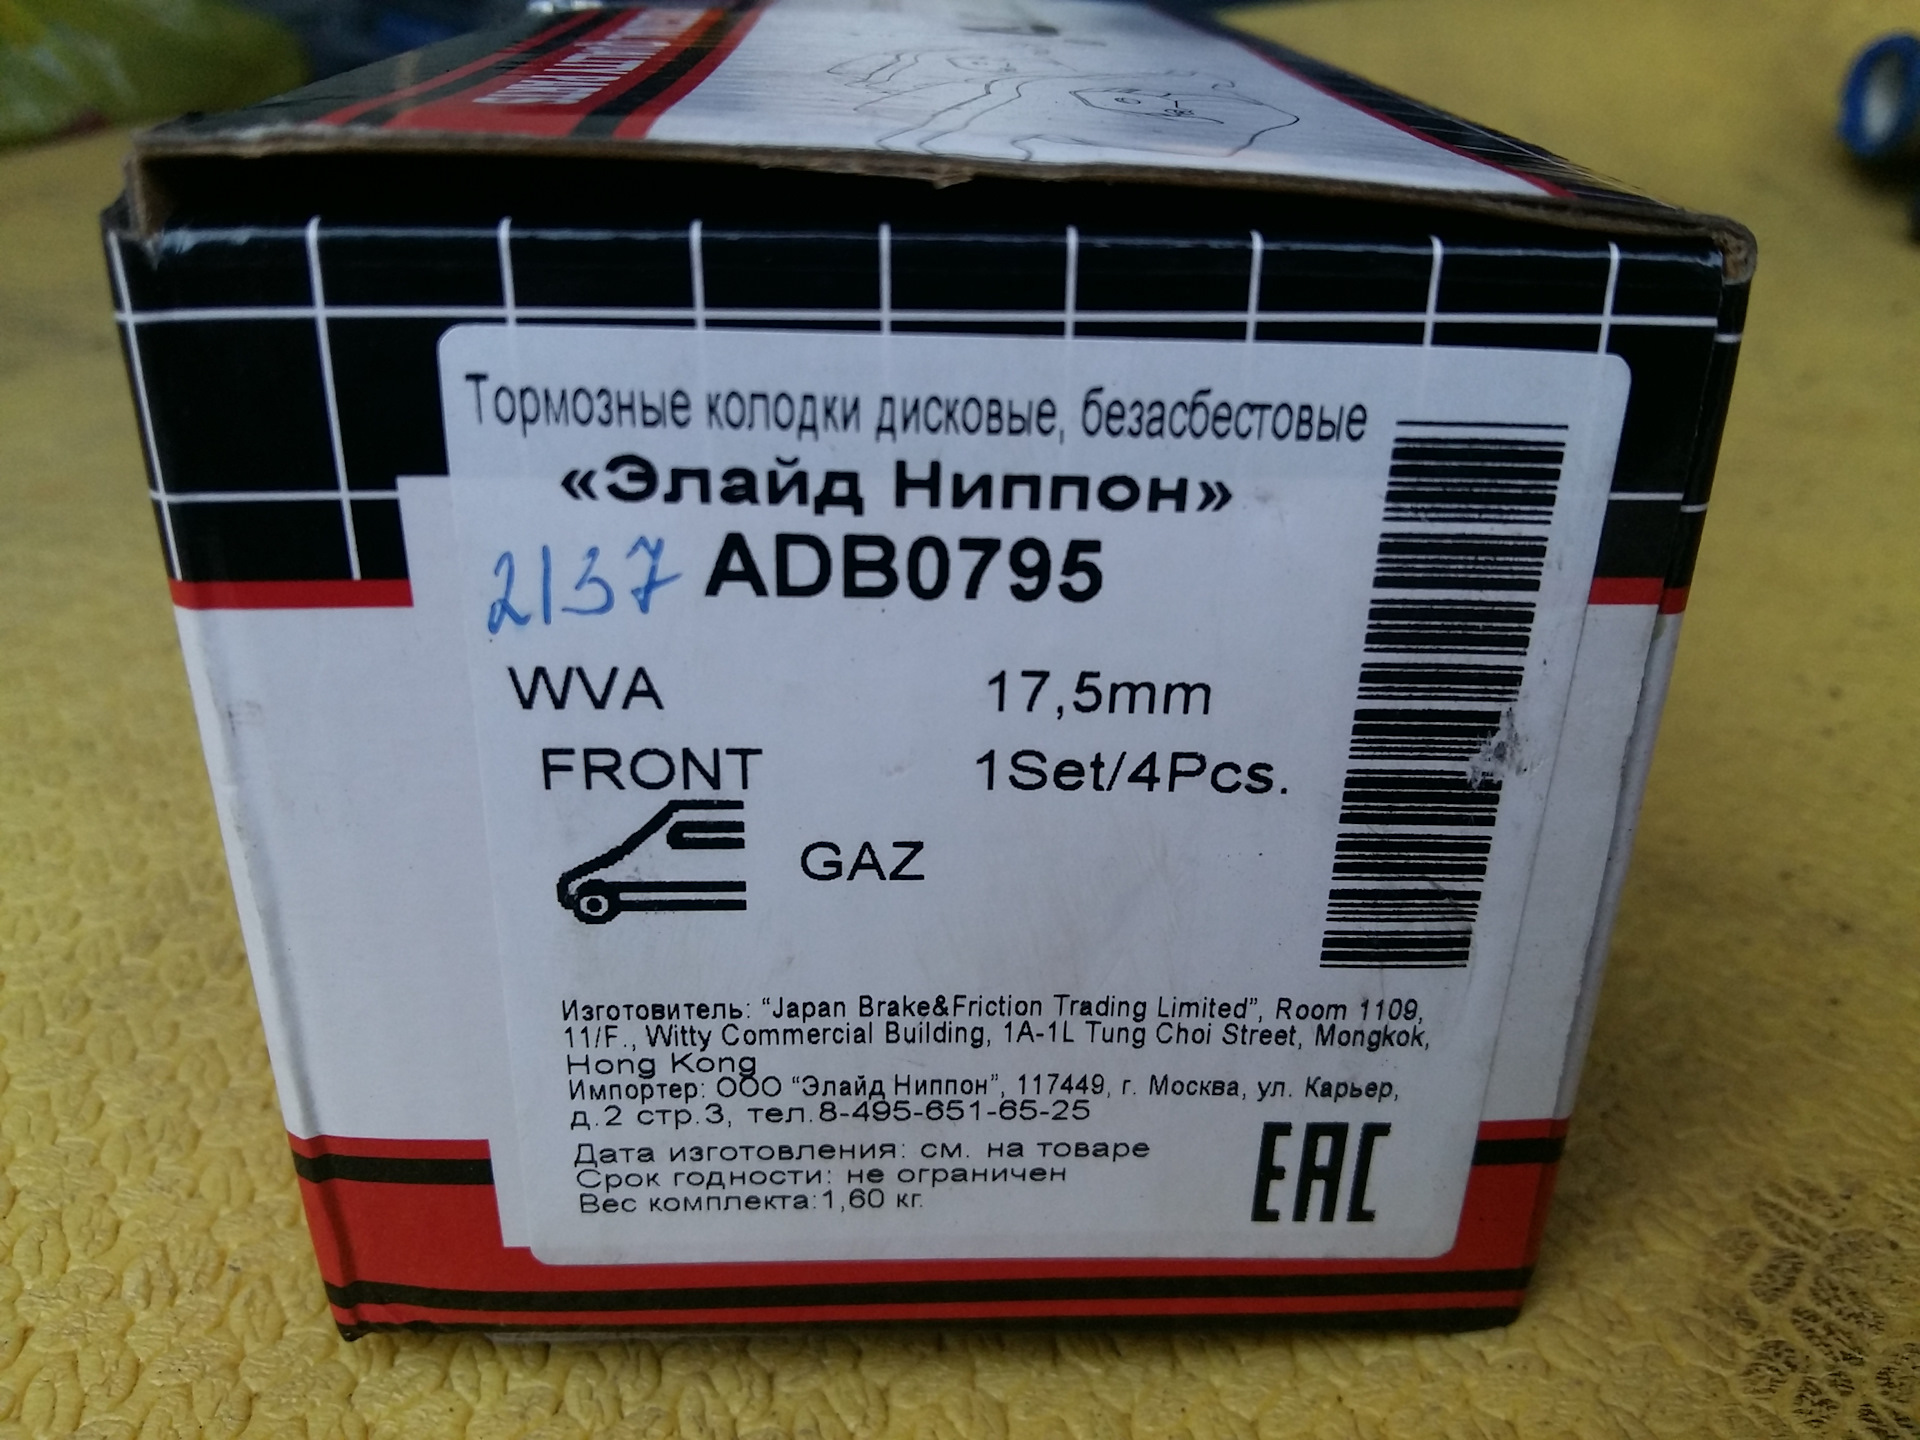 Тормозные колодки дисковые, безасбестовые
«Элайд Ниппон»
2137 ADB0795
WVA 17,5mm
FRONT 1Set/4Pcs.
GAZ
Изготовитель: “Japan Brake&Friction Trading Limited”, Room 1109,
11/F., Witty Commercial Building, 1A-1L Tung Choi Street, Mongkok,
Hong Kong
Импортер: ООО “Элайд Ниппон”, 117449, г. Москва, ул. Карьер,
д.2 стр.3, тел.8-495-651-65-25
Дата изготовления: см. на товаре
Срок годности: не ограничен
Вес комплекта:1,60 кг.
EAC